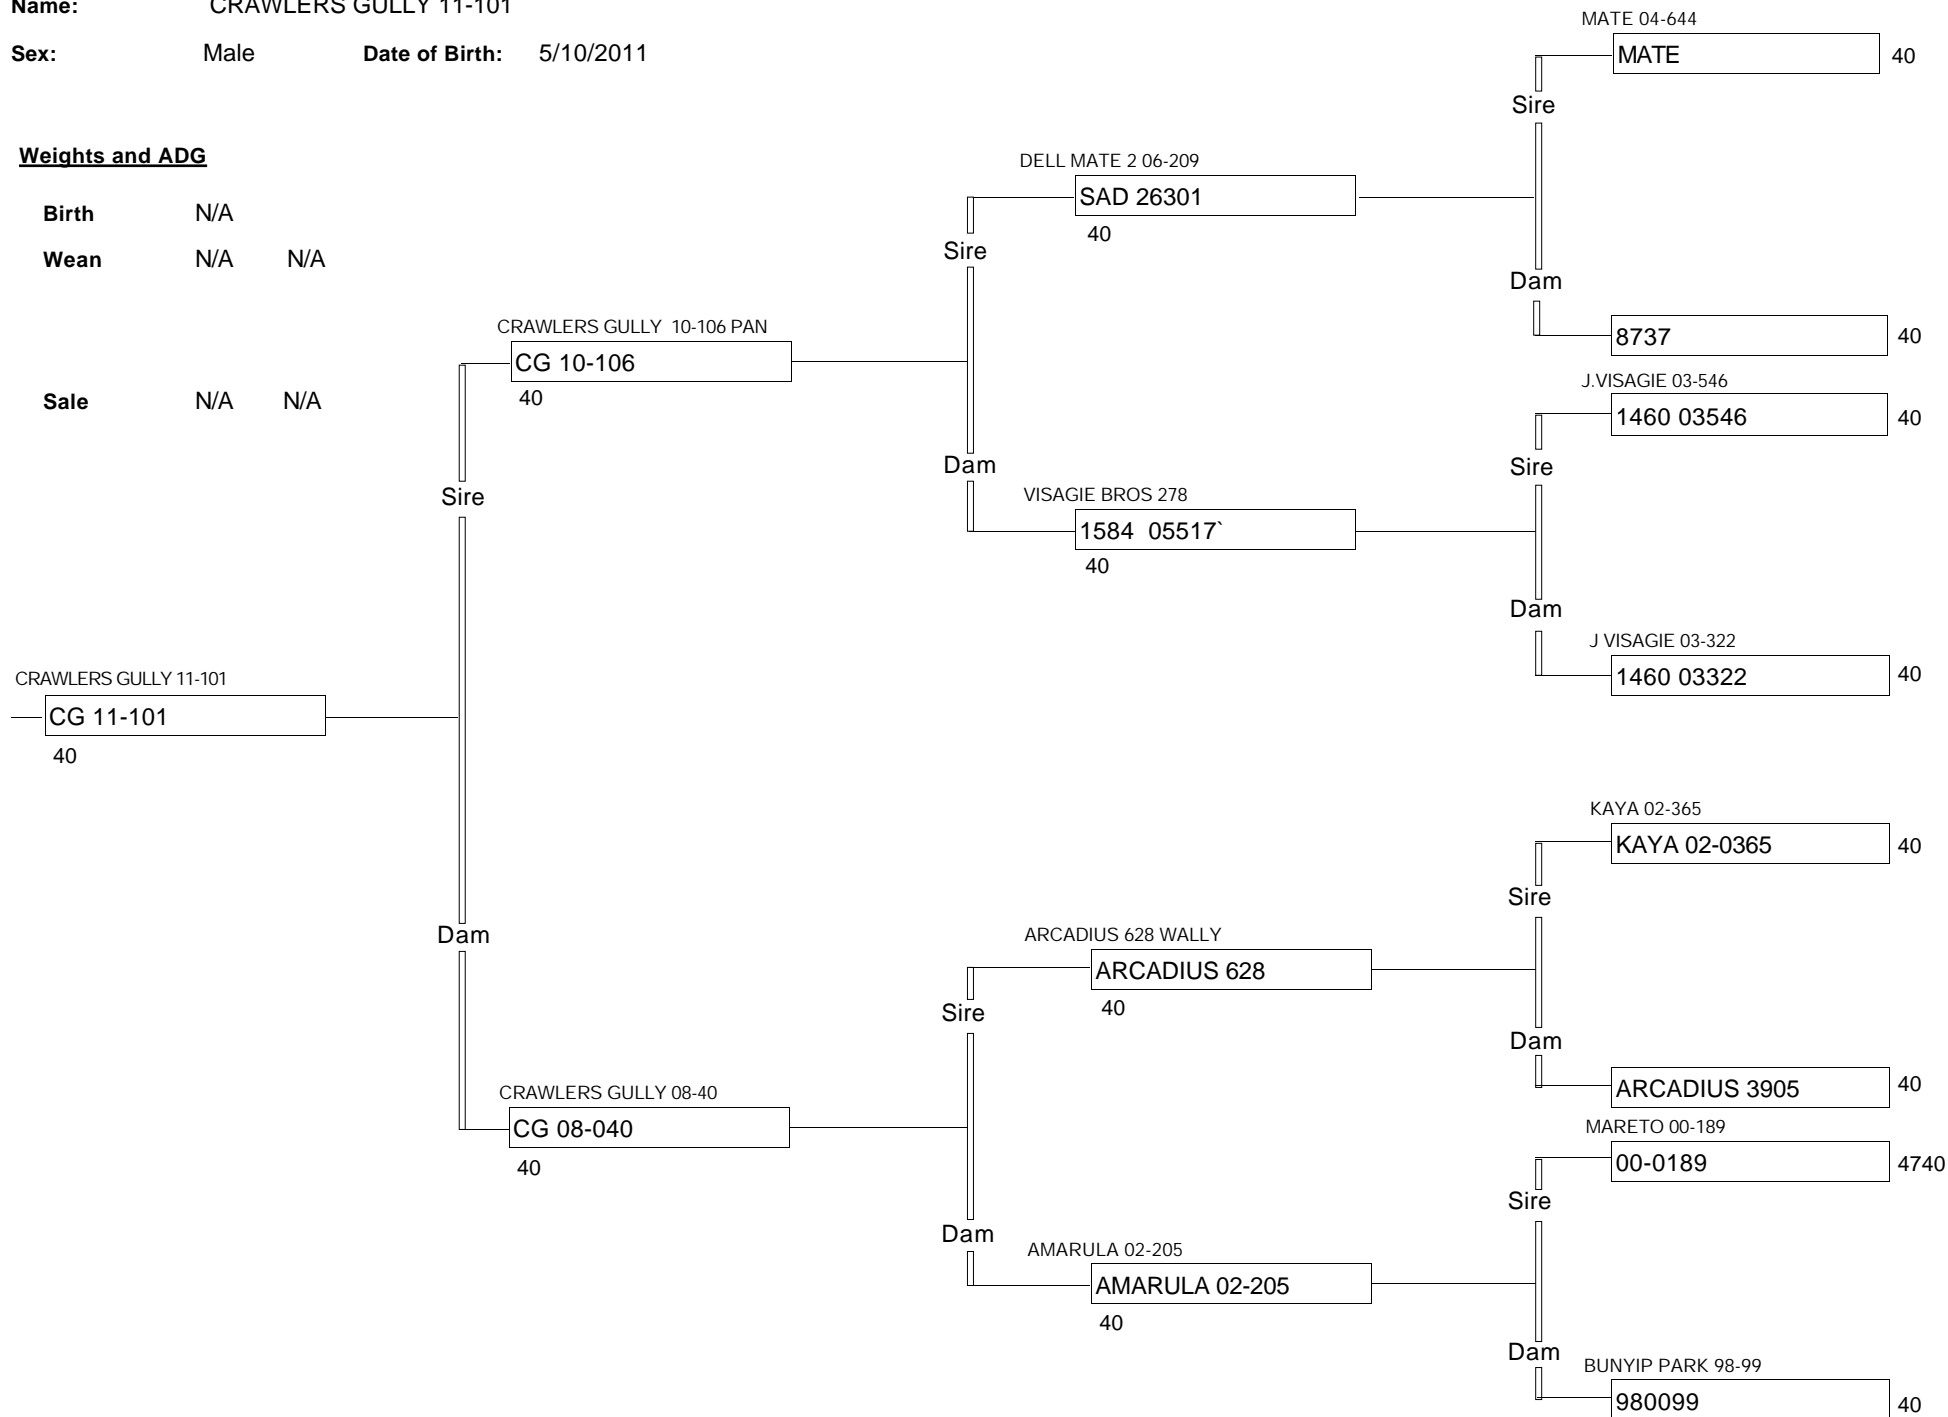 Name: CRAWLERS GULLY 11-101
Sex: Male Date of Birth: 5/10/2011
Weights and ADG
Birth N/A
Wean N/A N/A
Sale N/A N/A
CRAWLERS GULLY 11-101
CG 11-101
40
Sire
Dam
CRAWLERS GULLY 10-106 PAN
CG 10-106
40
CRAWLERS GULLY 08-40
CG 08-040
40
Sire
Dam
Sire
Dam
DELL MATE 2 06-209
SAD 26301
40
VISAGIE BROS 278
1584 05517`
40
ARCADIUS 628 WALLY
ARCADIUS 628
40
AMARULA 02-205
AMARULA 02-205
40
Sire
Dam
Sire
Dam
Sire
Dam
Sire
Dam
MATE 04-644
MATE 40
8737 40
J.VISAGIE 03-546
1460 03546 40
J VISAGIE 03-322
1460 03322 40
KAYA 02-365
KAYA 02-0365 40
ARCADIUS 3905 40
MARETO 00-189
00-0189 4740
BUNYIP PARK 98-99
980099 40